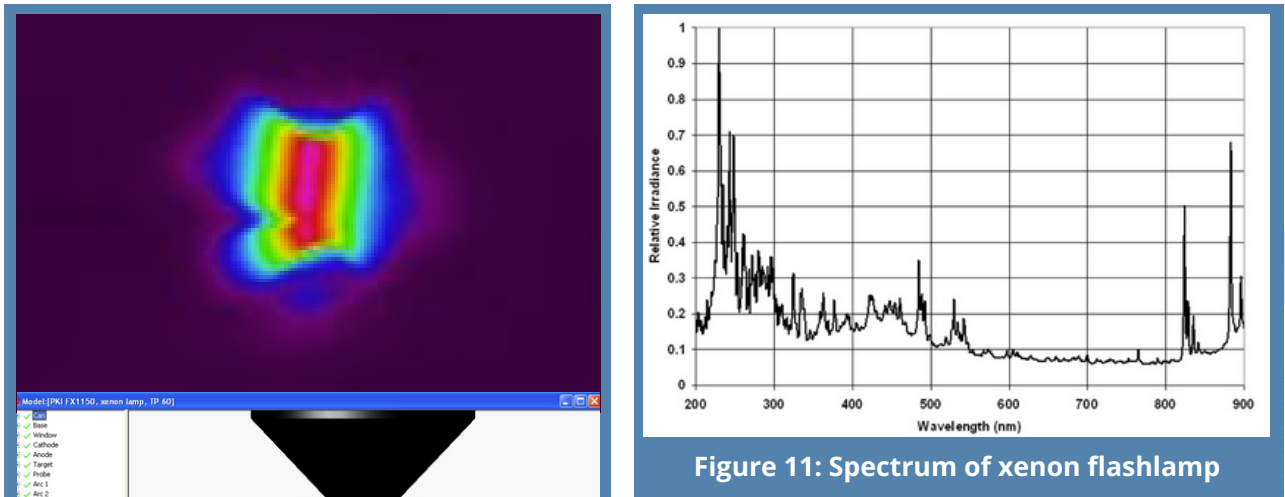 Model:[PKI FX1150, xenon lamp, TP 60]
Can
Base
Window
Cathode
Anode
Target
Probe
Arc 1
Arc 2
1
0.9
0.8
0.7
0.6
0.5
0.4
0.3
0.2
0.1
0
Relative Irradiance
200 300 400 500 600 700 800 900
Wavelength (nm)
Figure 11: Spectrum of xenon flashlamp